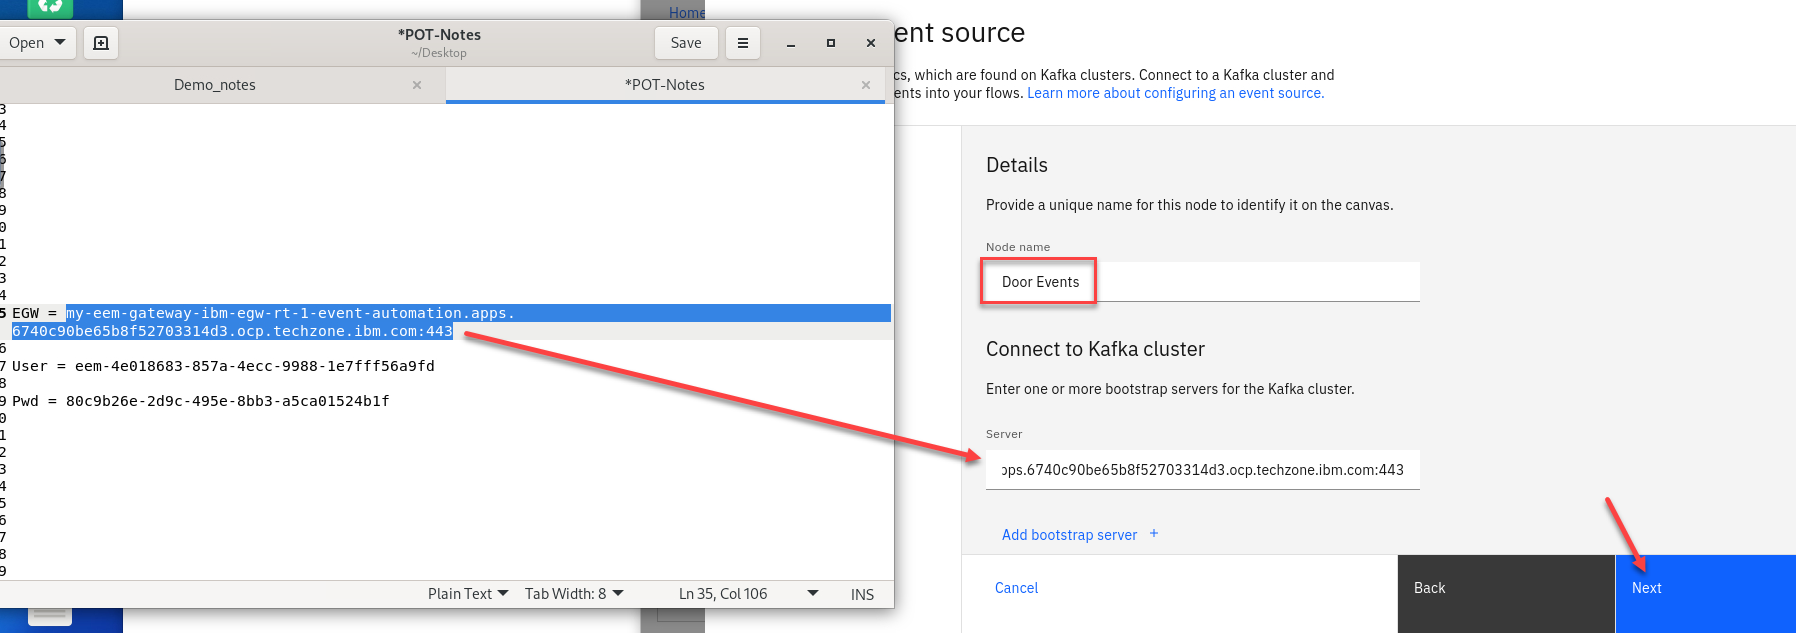 Home
Open
*POT-Notes
~/Desktop
Save
Demo_notes
*POT-Notes
3
4
5
6
7
8
9
0
1
2
3
4
5 EGW = my-eem-gateway-ibm-egw-rt-1-event-automation.apps.
6740c90be65b8f52703314d3.ocp.techzone.ibm.com:443
6
7 User = eem-4e018683-857a-4ecc-9988-1e7fff56a9fd
8
9 Pwd = 80c9b26e-2d9c-495e-8bb3-a5ca01524b1f
0
1
2
3
4
5
6
7
8
9
Plain Text
Tab Width: 8
Ln 35, Col 106
INS
ent source
cs, which are found on Kafka clusters. Connect to a Kafka cluster and
ents into your flows. Learn more about configuring an event source.
Details
Provide a unique name for this node to identify it on the canvas.
Node name
Door Events
Connect to Kafka cluster
Enter one or more bootstrap servers for the Kafka cluster.
Server
pps.6740c90be65b8f52703314d3.ocp.techzone.ibm.com:443
Add bootstrap server +
Cancel
Back
Next